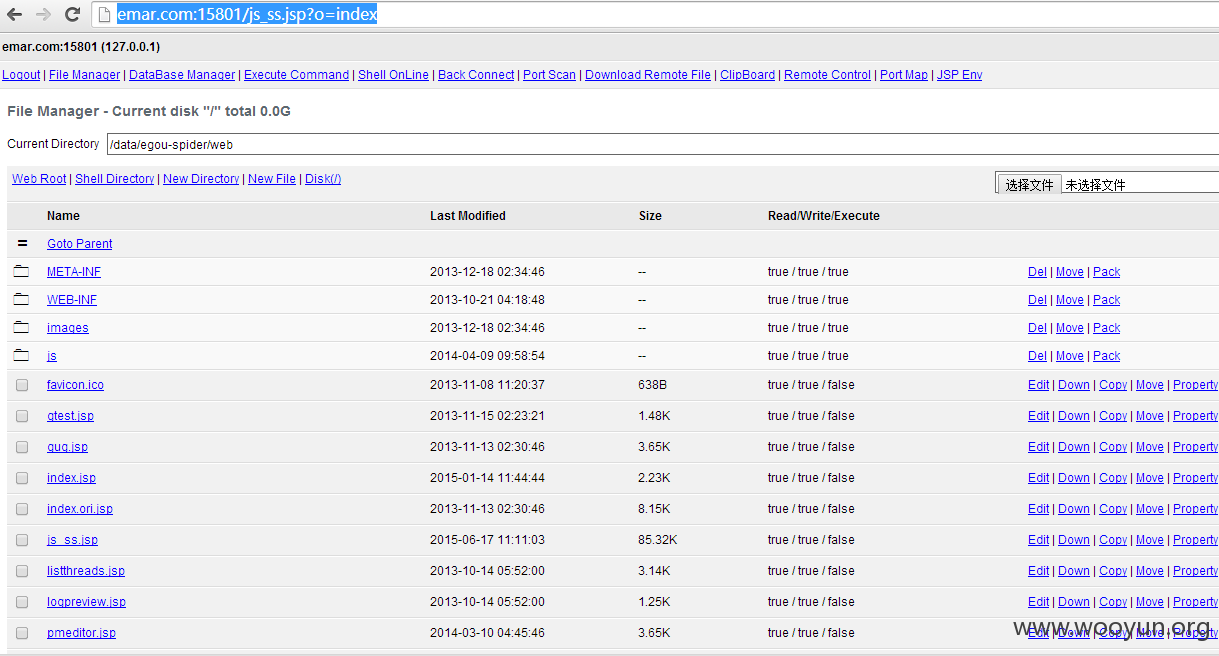 emar.com:15801/js_ss.jsp?o=index
emar.com:15801 (127.0.0.1)
Logout | File Manager | DataBase Manager | Execute Command | Shell OnLine | Back Connect | Port Scan | Download Remote File | ClipBoard | Remote Control | Port Map | JSP Env
File Manager - Current disk "/" total 0.0G
Current Directory /data/egou-spider/web
Web Root | Shell Directory | New Directory | New File | Disk(/) 选择文件 未选择文件
Name Last Modified Size Read/Write/Execute
= Goto Parent
META-INF 2013-12-18 02:34:46 -- true / true / true Del | Move | Pack
WEB-INF 2013-10-21 04:18:48 -- true / true / true Del | Move | Pack
images 2013-12-18 02:34:46 -- true / true / true Del | Move | Pack
js 2014-04-09 09:58:54 -- true / true / true Del | Move | Pack
favicon.ico 2013-11-08 11:20:37 638B true / true / false Edit | Down | Copy | Move | Property
qtest.jsp 2013-11-15 02:23:21 1.48K true / true / false Edit | Down | Copy | Move | Property
gug.jsp 2013-11-13 02:30:46 3.65K true / true / false Edit | Down | Copy | Move | Property
index.jsp 2015-01-14 11:44:44 2.23K true / true / false Edit | Down | Copy | Move | Property
index.ori.jsp 2013-11-13 02:30:46 8.15K true / true / false Edit | Down | Copy | Move | Property
js_ss.jsp 2015-06-17 11:11:03 85.32K true / true / false Edit | Down | Copy | Move | Property
listthreads.jsp 2013-10-14 05:52:00 3.14K true / true / false Edit | Down | Copy | Move | Property
logpreview.jsp 2013-10-14 05:52:00 1.25K true / true / false Edit | Down | Copy | Move | Property
pmeditor.jsp 2014-03-10 04:45:46 3.65K true / true / false Edit | Down | Copy | Move | Property
www.wooyun.org